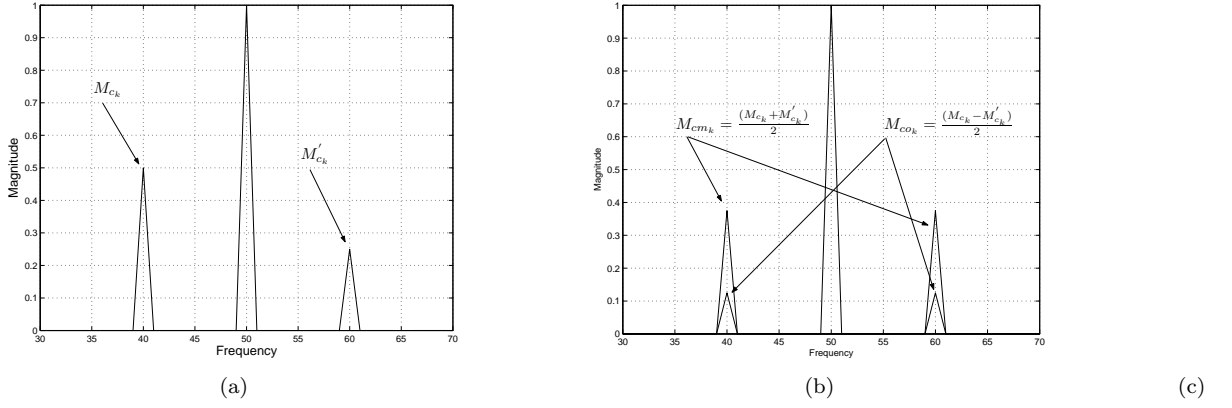 1
0.9
0.8
0.7
0.6
0.5
0.4
0.3
0.2
0.1
0
Magnitude
M_{c_k}
M'_{c_k}
30 35 40 45 50 55 60 65 70
Frequency
(a)
1
0.9
0.8
0.7
0.6
0.5
0.4
0.3
0.2
0.1
0
Magnitude
M_{cm_k} = \frac{(M_{c_k}+M'_{c_k})}{2}
M_{co_k} = \frac{(M_{c_k}-M'_{c_k})}{2}
30 35 40 45 50 55 60 65 70
Frequency
(b)
(c)